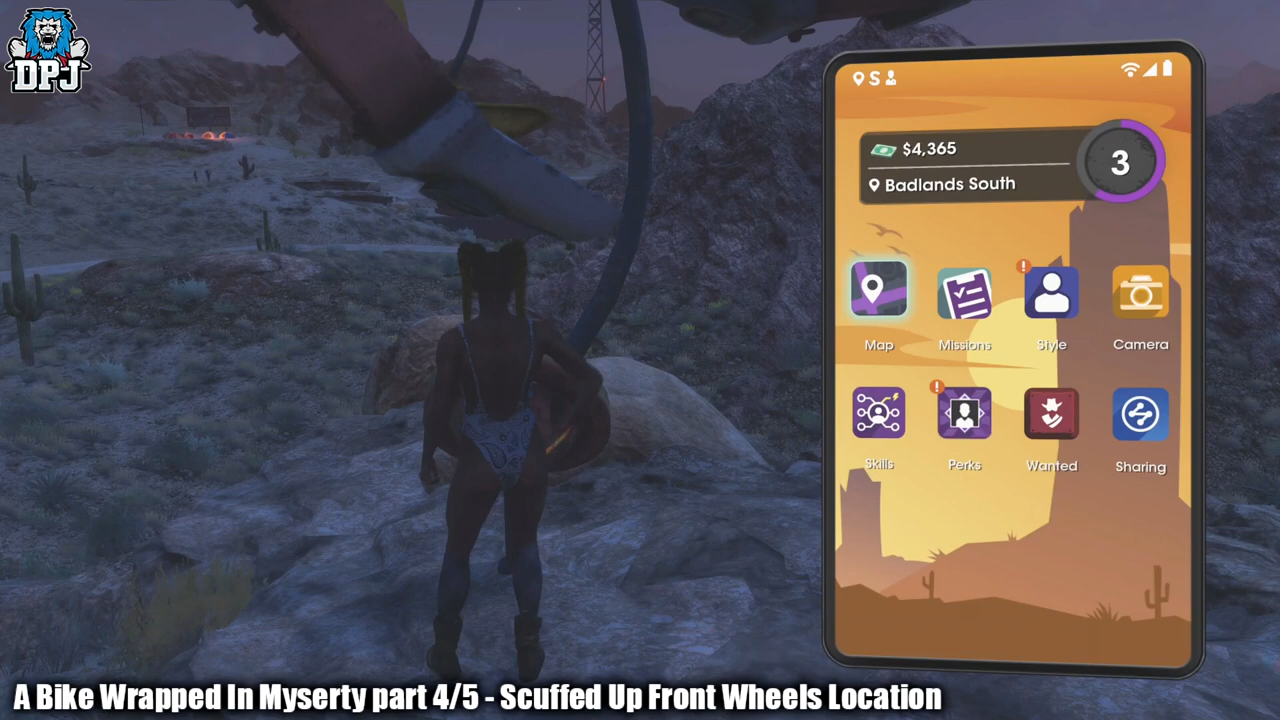 DPJ
S
$4,365
3
Badlands South
Map Missions Style Camera
Skills Perks Wanted Sharing
A Bike Wrapped In Myserty part 4/5 - Scuffed Up Front Wheels Location